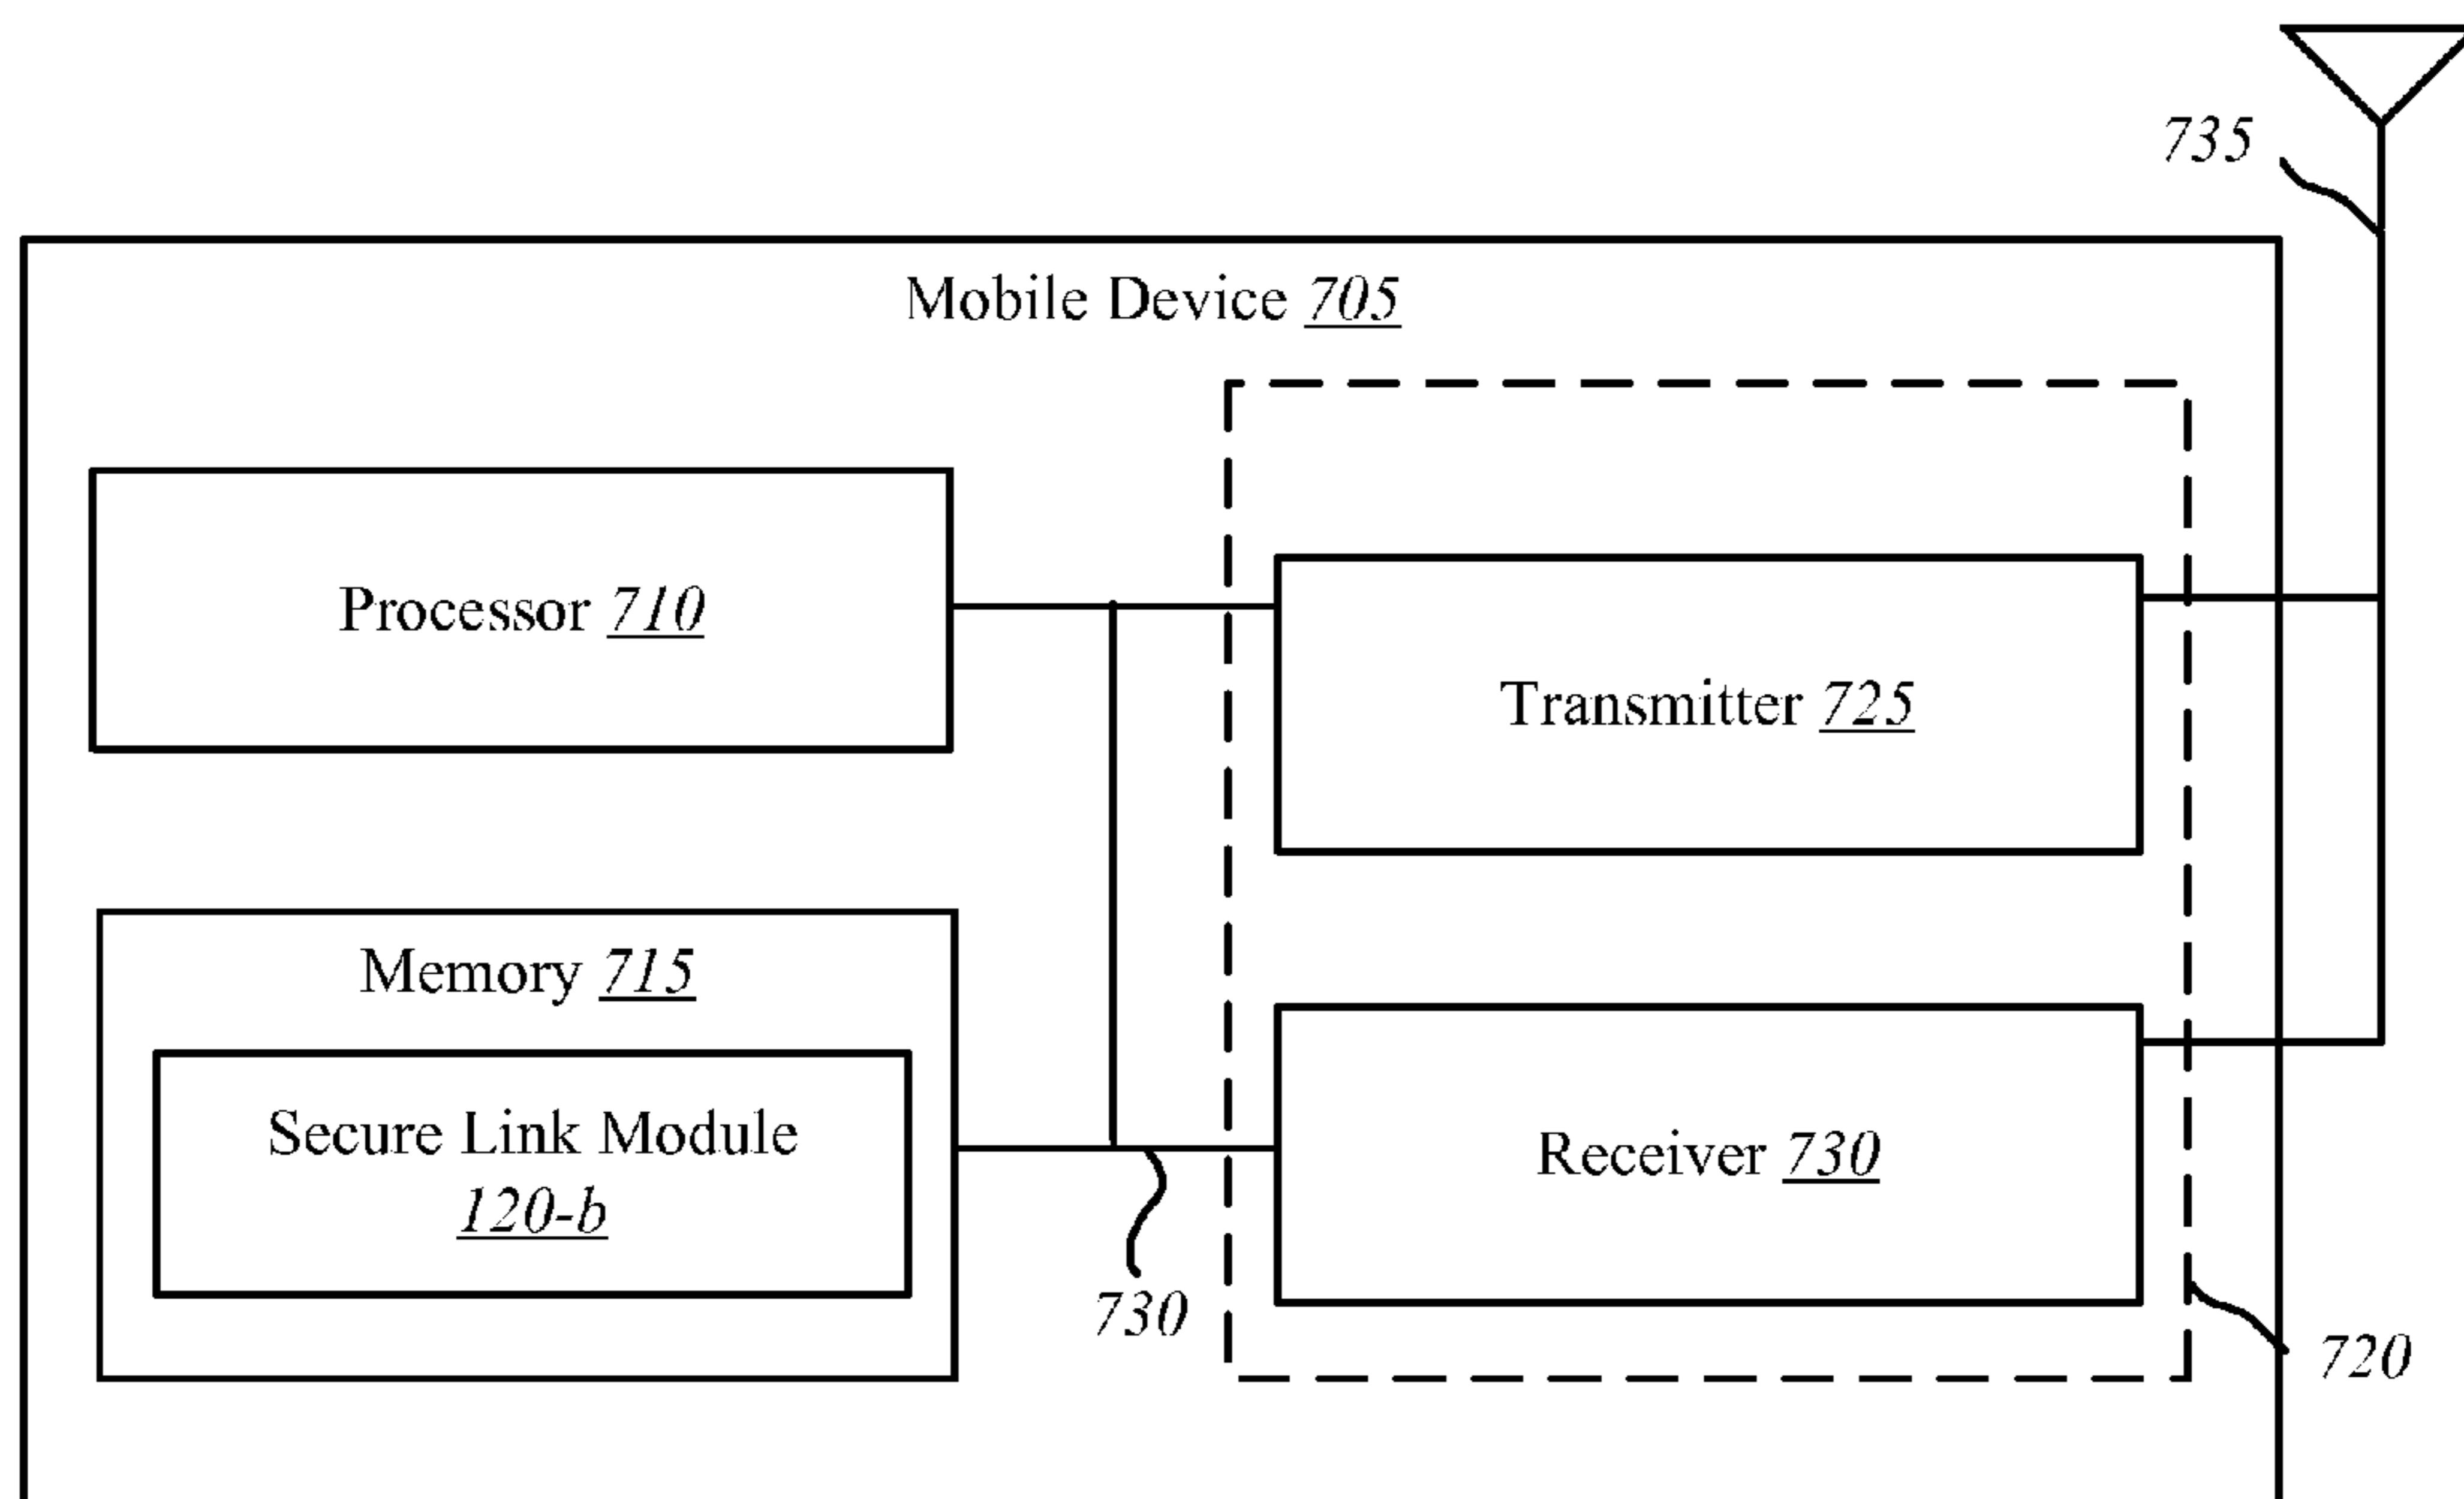 735
Mobile Device 705
Processor 710
Transmitter 725
Memory 715
Secure Link Module
120-b
Receiver 730
730
720